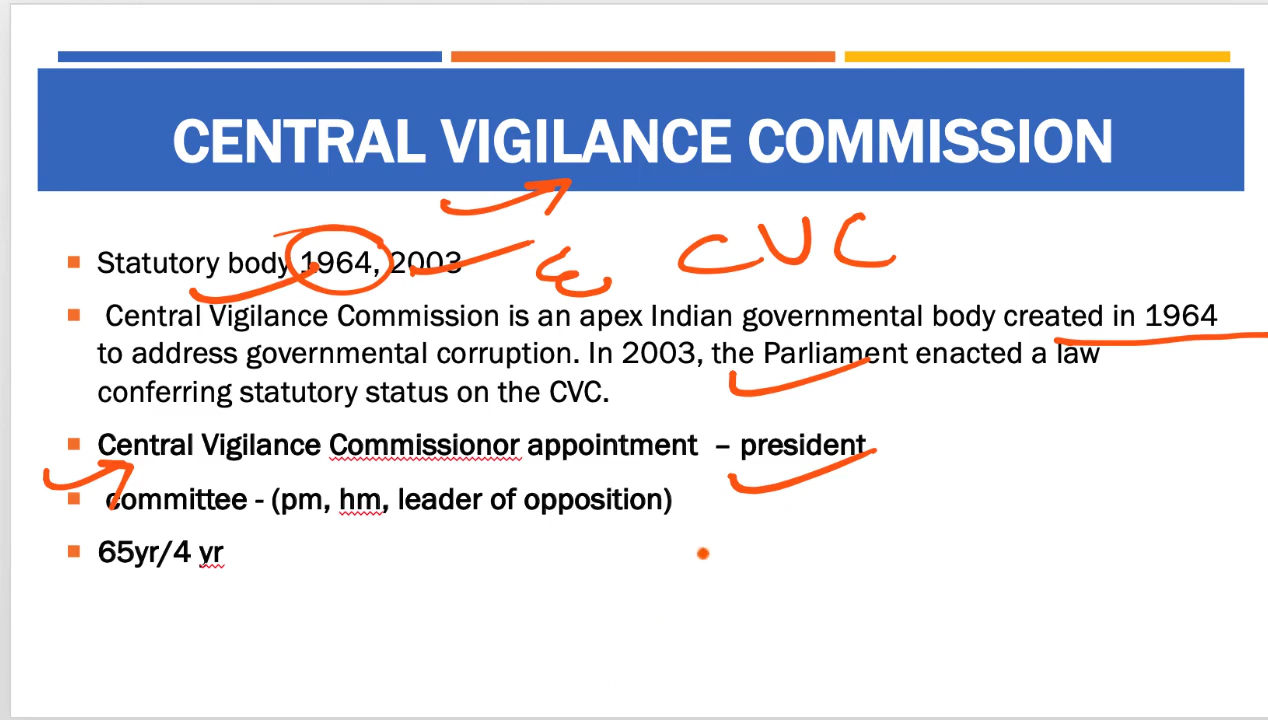 CENTRAL VIGILANCE COMMISSION
Statutory body 1964, 2003
CVC
Central Vigilance Commission is an apex Indian governmental body created in 1964
to address governmental corruption. In 2003, the Parliament enacted a law
conferring statutory status on the CVC.
Central Vigilance Commissionor appointment – president
committee - (pm, hm, leader of opposition)
65yr/4 yr